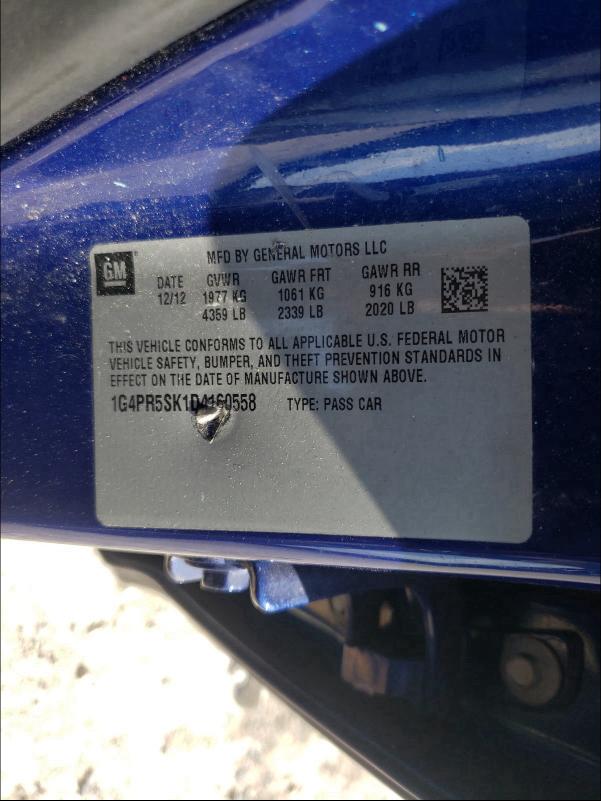 GM
MFD BY GENERAL MOTORS LLC
DATE GVWR GAWR FRT GAWR RR
12/12 1977 KG 1061 KG 916 KG
4359 LB 2339 LB 2020 LB
THIS VEHICLE CONFORMS TO ALL APPLICABLE U.S. FEDERAL MOTOR
VEHICLE SAFETY, BUMPER, AND THEFT PREVENTION STANDARDS IN
EFFECT ON THE DATE OF MANUFACTURE SHOWN ABOVE.
1G4PR5SK1D4160558 TYPE: PASS CAR